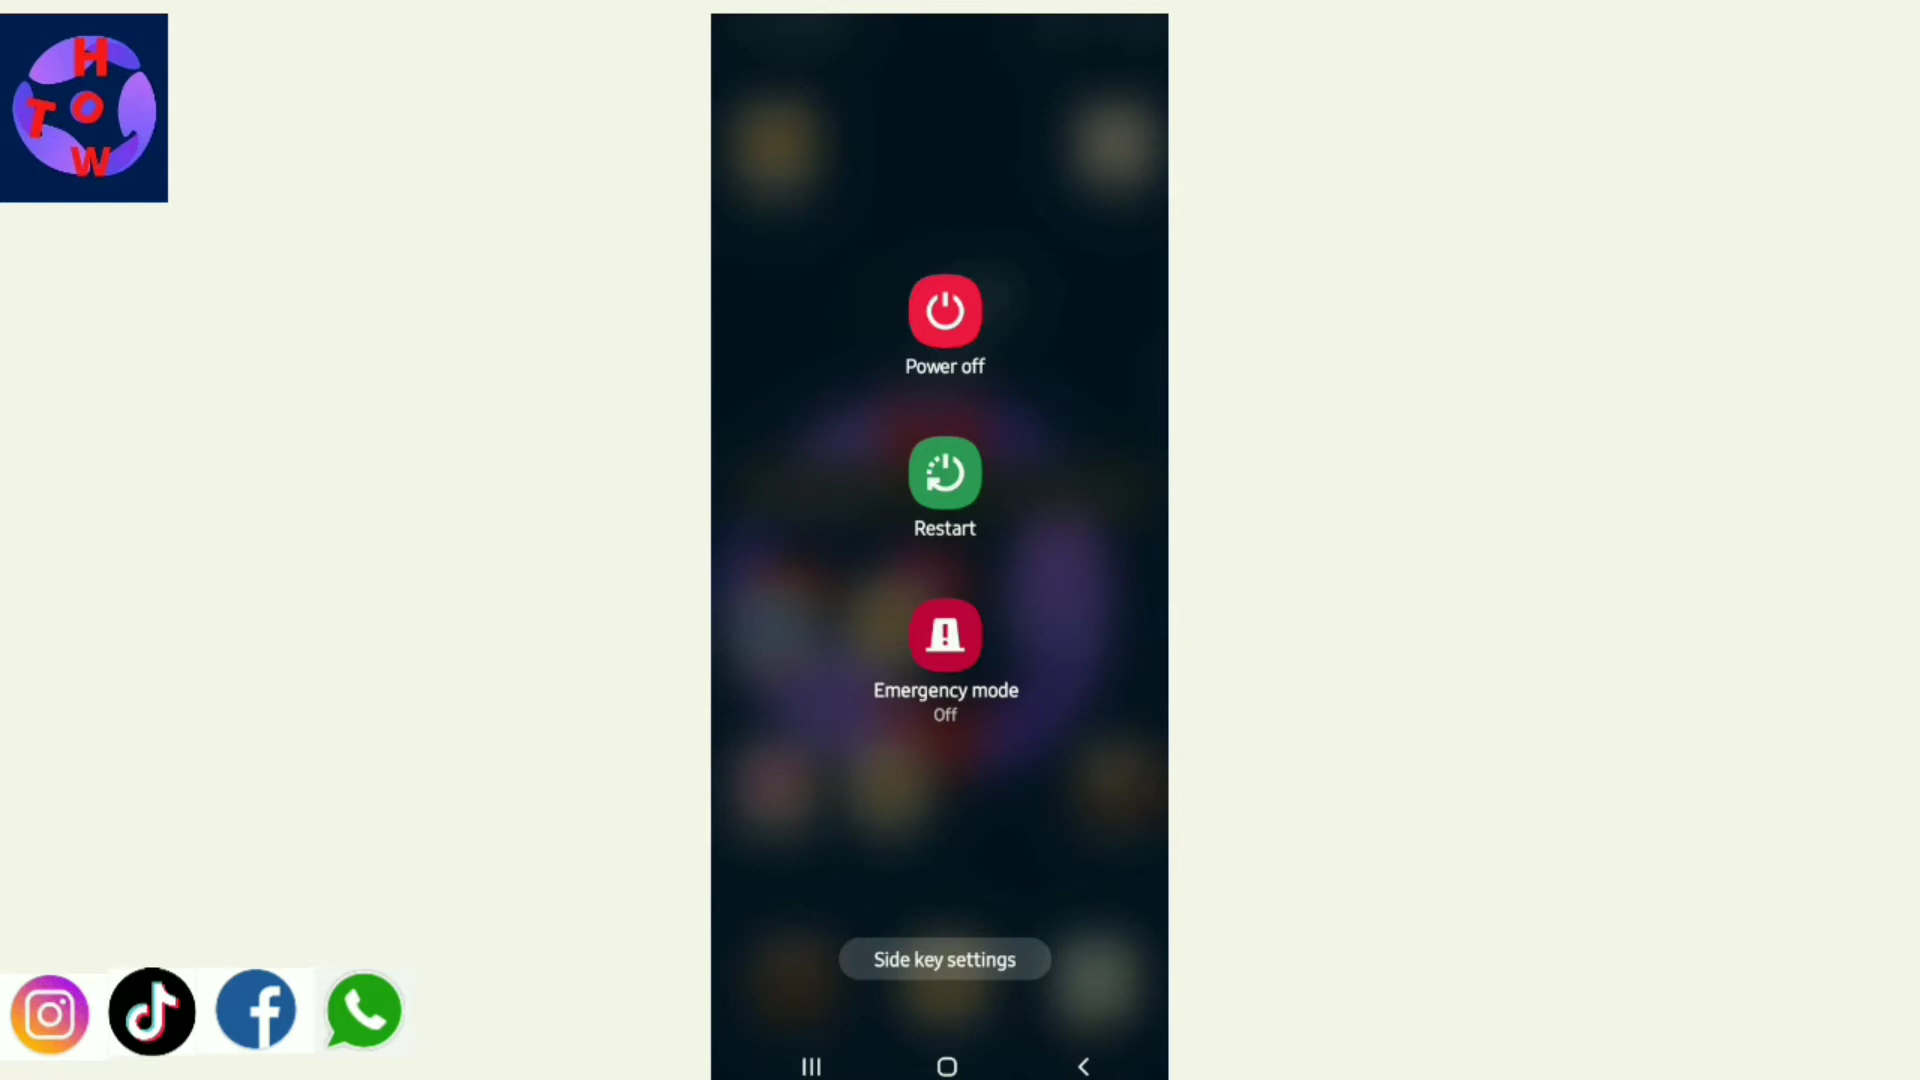 H
T O
W
Power off
Restart
Emergency mode
Off
Side key settings